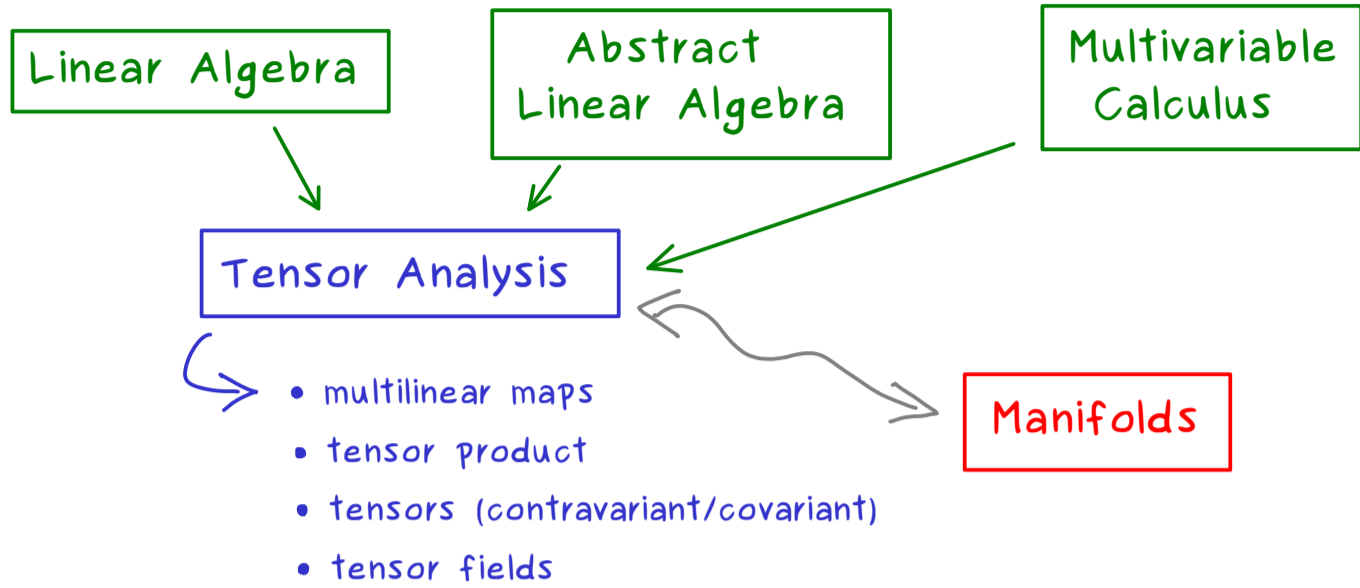 Linear Algebra
Abstract
Linear Algebra
Multivariable
Calculus
Tensor Analysis
Manifolds
• multilinear maps
• tensor product
• tensors (contravariant/covariant)
• tensor fields